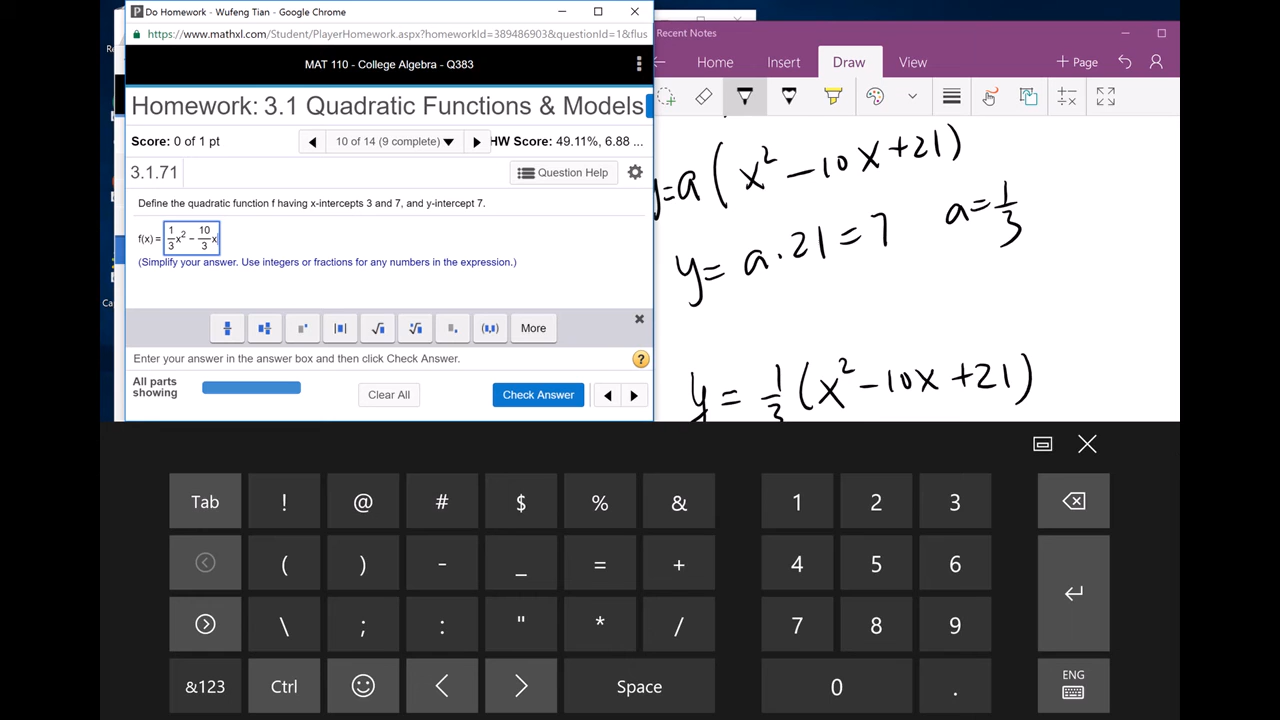 Do Homework - Wufeng Tian - Google Chrome
https://www.mathxl.com/Student/PlayerHomework.aspx?homeworkId=389486903&questionId=1&flus
MAT 110 - College Algebra - Q383
Homework: 3.1 Quadratic Functions & Models
Score: 0 of 1 pt
10 of 14 (9 complete)
HW Score: 49.11%, 6.88 ...
3.1.71
Question Help
Define the quadratic function f having x-intercepts 3 and 7, and y-intercept 7.
f(x) = 1/3 x² − 10/3 x
(Simplify your answer. Use integers or fractions for any numbers in the expression.)
More
Enter your answer in the answer box and then click Check Answer.
?
All parts
showing
Clear All
Check Answer
Recent Notes
Home Insert Draw View
+ Page
y=a(x²−10x+21)
y= a·21=7 a=1/3
y = 1/3 (x²−10x+21)
Tab ! @ # $ % & 1 2 3
( ) - _ = + 4 5 6
\ ; : " * / 7 8 9
&123 Ctrl < > Space 0 . ENG